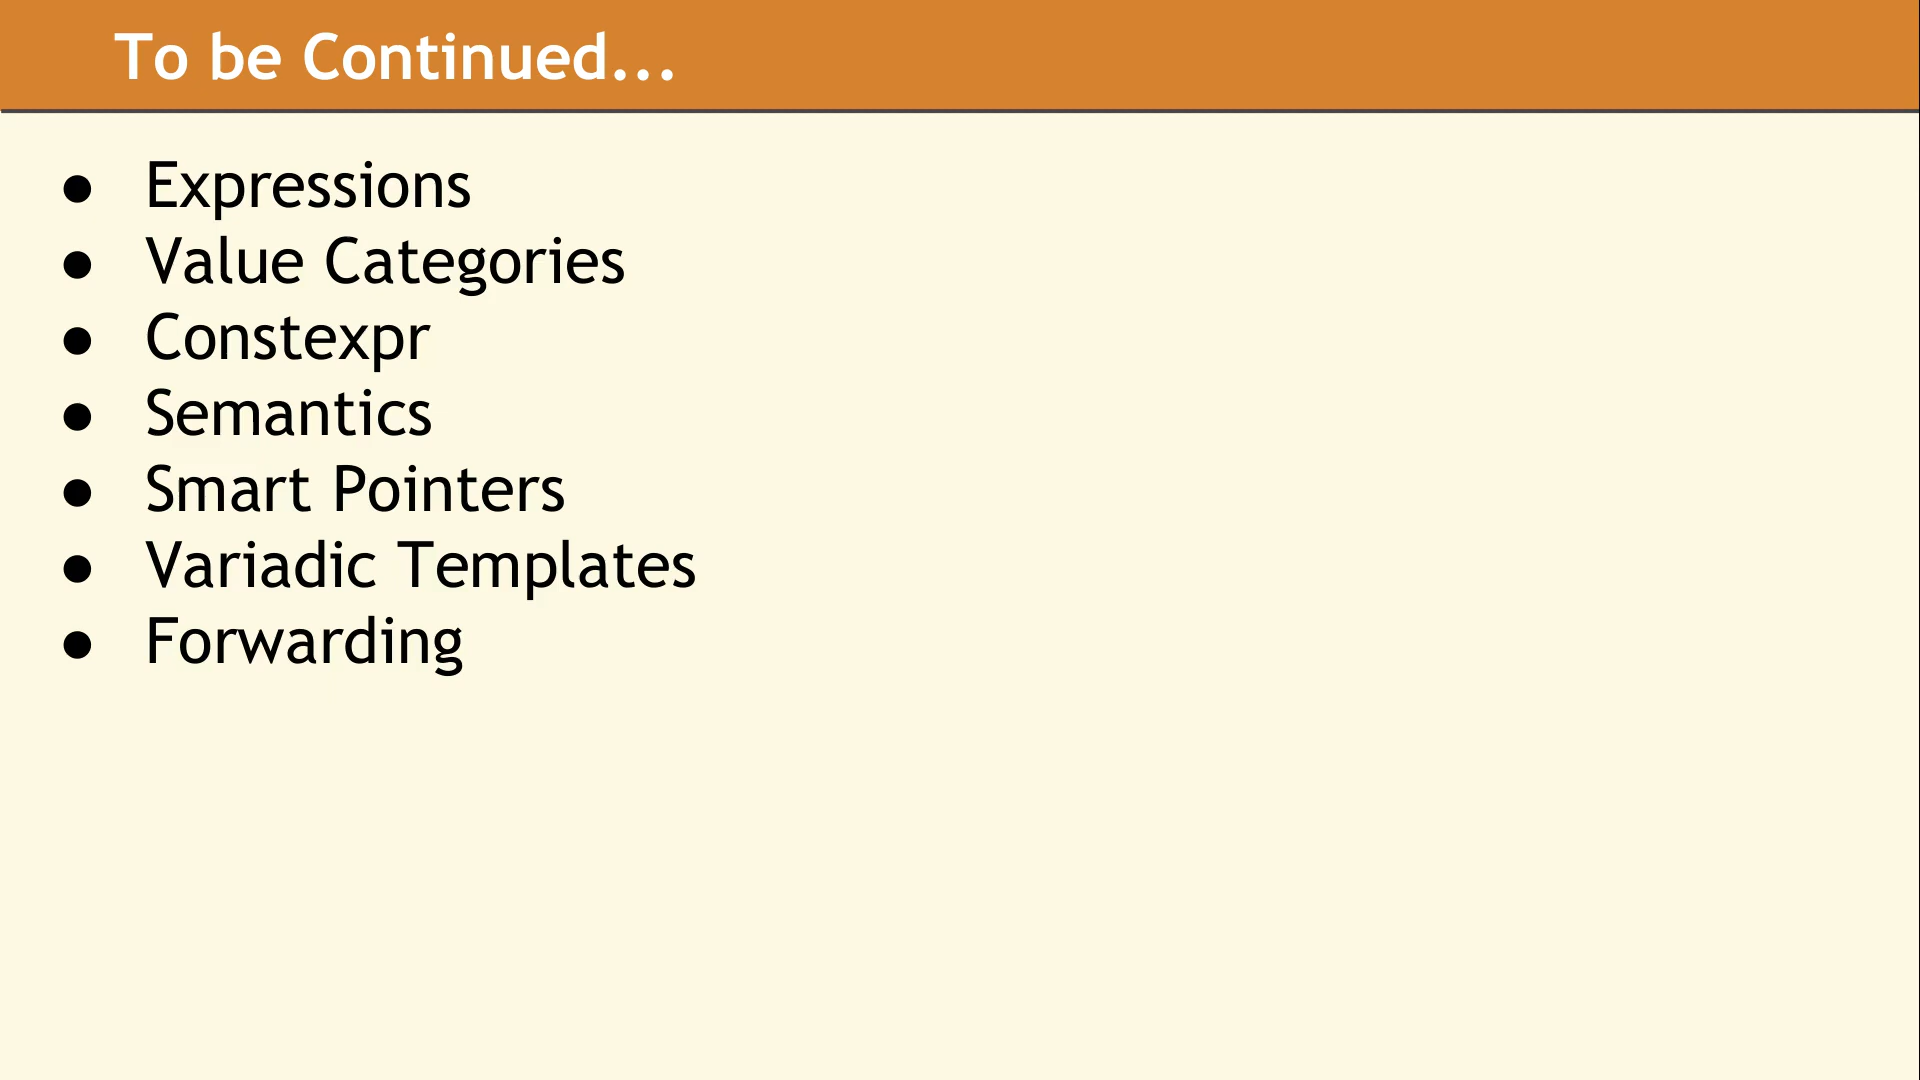 To be Continued...
● Expressions
● Value Categories
● Constexpr
● Semantics
● Smart Pointers
● Variadic Templates
● Forwarding